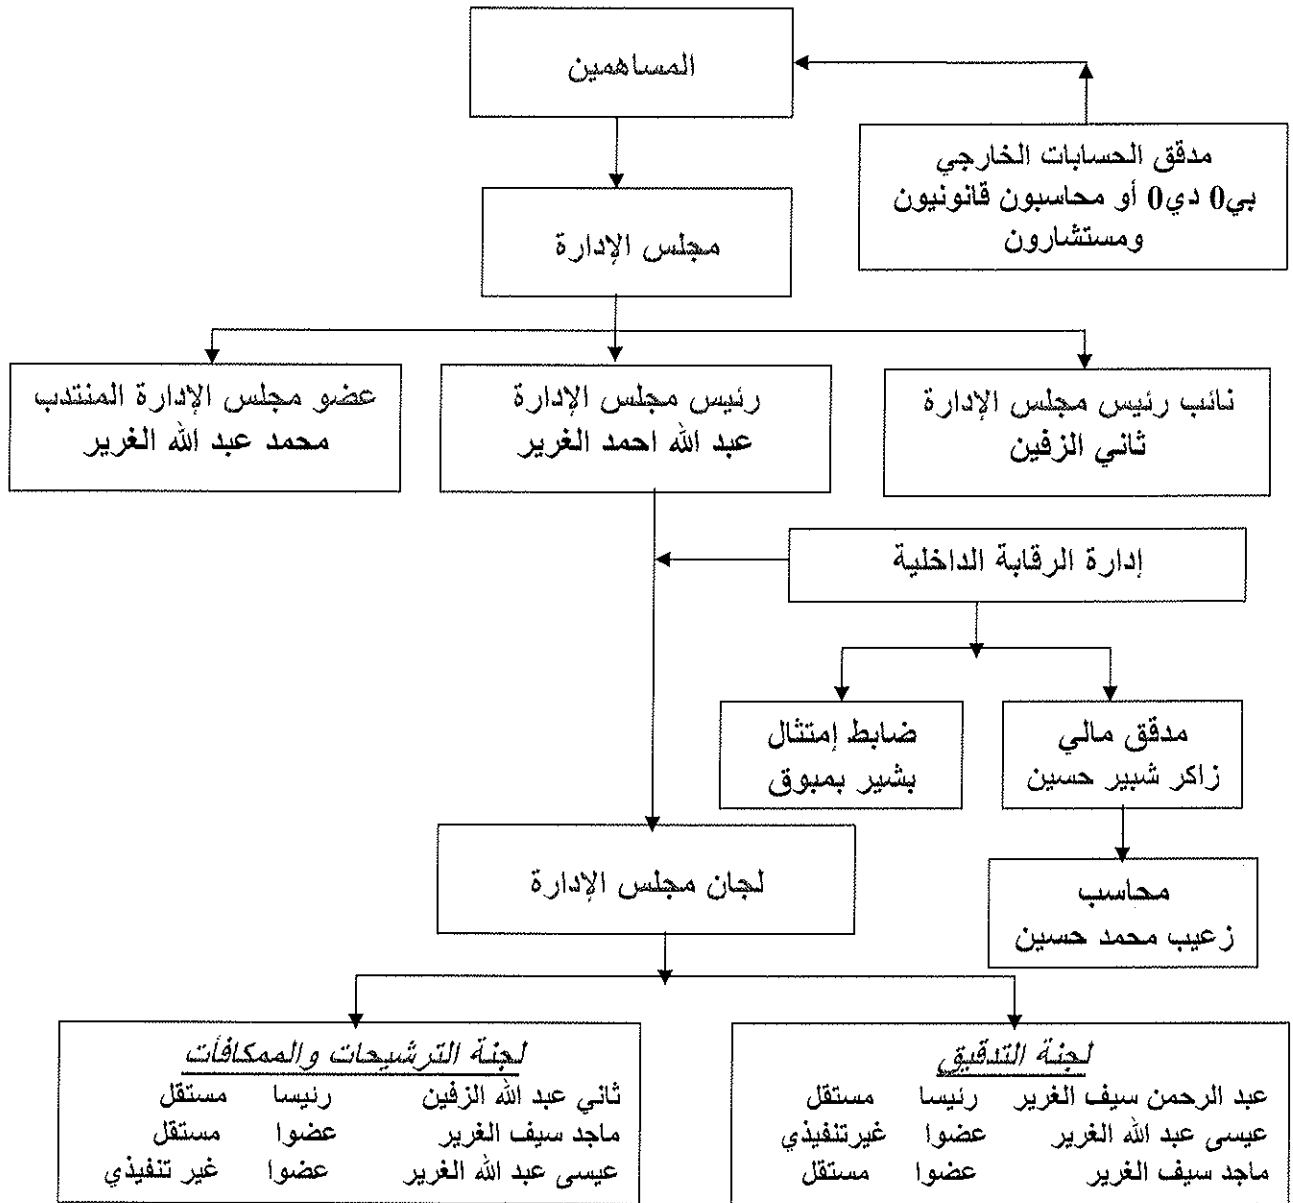 المساهمين
مدقق الحسابات الخارجي
بي0 دي0 أو محاسبون قانونيون
ومستشارون
مجلس الإدارة
نائب رئيس مجلس الإدارة
ثاني الزفين
رئيس مجلس الإدارة
عبد الله احمد الغرير
عضو مجلس الإدارة المنتدب
محمد عبد الله الغرير
إدارة الرقابة الداخلية
مدقق مالي
زاكر شبير حسين
ضابط إمتثال
بشير بمبوق
محاسب
زعيب محمد حسين
لجان مجلس الإدارة
لجنة التدقيق
عبد الرحمن سيف الغرير رئيسا مستقل
عيسى عبد الله الغرير عضوا غيرتنفيذي
ماجد سيف الغرير عضوا مستقل
لجنة الترشيحات والممكافأت
ثاني عبد الله الزفين رئيسا مستقل
ماجد سيف الغرير عضوا مستقل
عيسى عبد الله الغرير عضوا غير تنفيذي